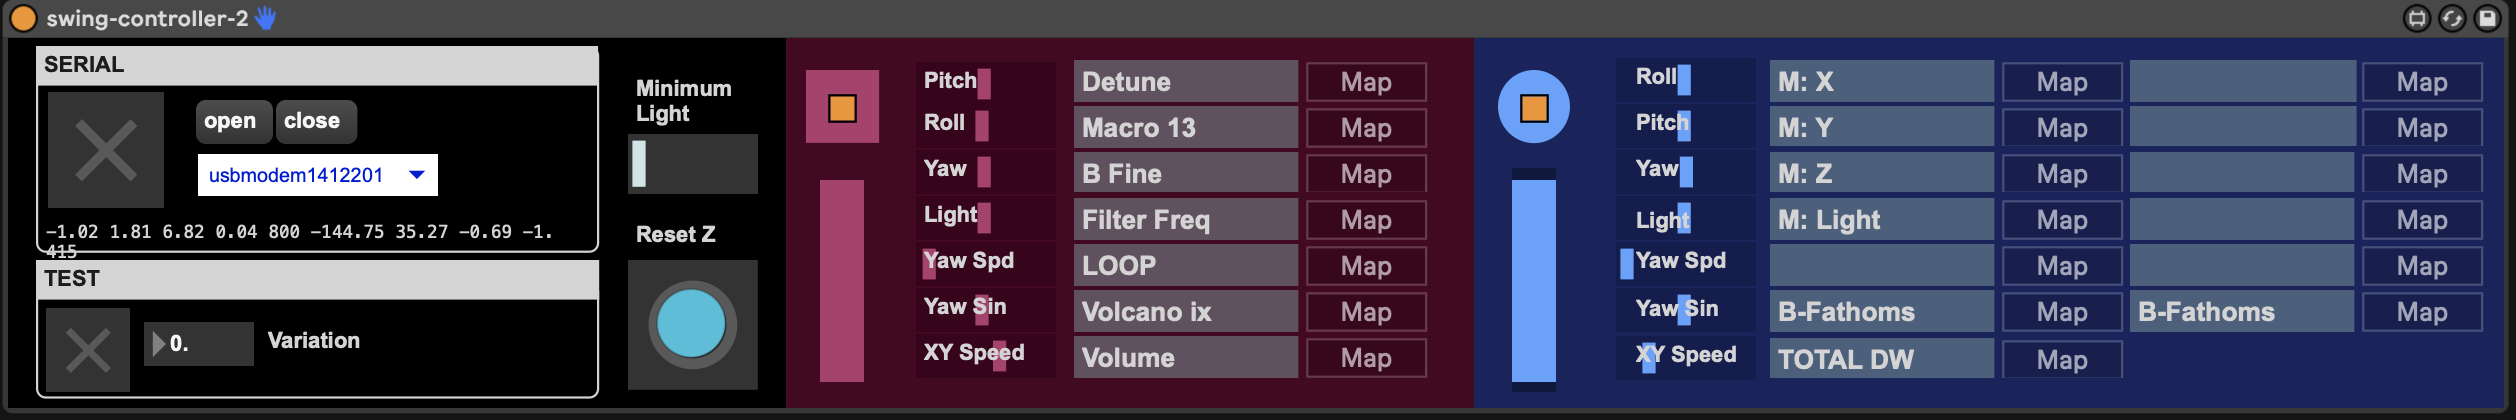 swing-controller-2
SERIAL
open close
usbmodem1412201
-1.02 1.81 6.82 0.04 800 -144.75 35.27 -0.69 -1.
415
TEST
0. Variation
Minimum
Light
Reset Z
Pitch Detune Map
Roll Macro 13 Map
Yaw B Fine Map
Light Filter Freq Map
Yaw Spd LOOP Map
Yaw Sin Volcano ix Map
XY Speed Volume Map
Roll M: X Map Map
Pitch M: Y Map Map
Yaw M: Z Map Map
Light M: Light Map Map
Yaw Spd Map Map
Yaw Sin B-Fathoms Map B-Fathoms Map
XY Speed TOTAL DW Map